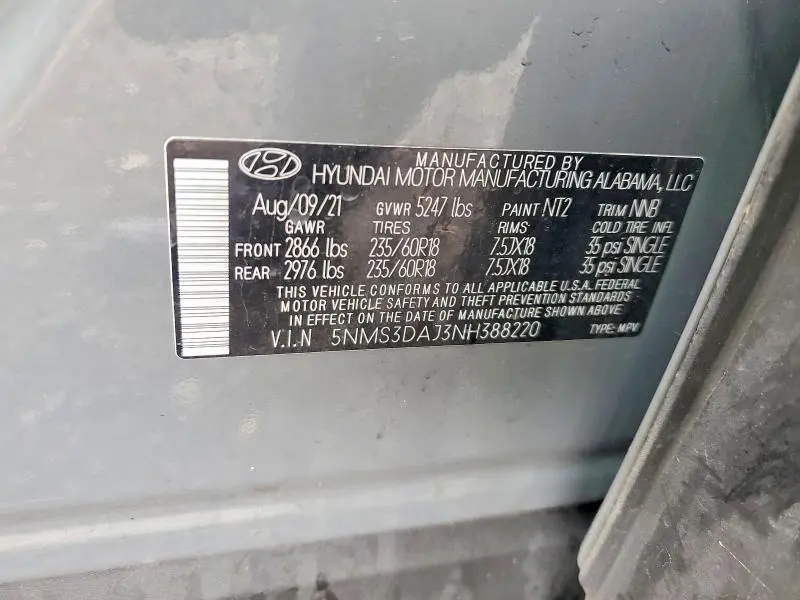 MANUFACTURED BY
HYUNDAI MOTOR MANUFACTURING ALABAMA, LLC
Aug/09/21 GVWR 5247 lbs PAINT NT2 TRIM NNB
GAWR TIRES RIMS COLD TIRE INFL
FRONT 2866 lbs 235/60R18 7.5JX18 35 psi SINGLE
REAR 2976 lbs 235/60R18 7.5JX18 35 psi SINGLE
THIS VEHICLE CONFORMS TO ALL APPLICABLE U.S.A. FEDERAL
MOTOR VEHICLE SAFETY AND THEFT PREVENTION STANDARDS
IN EFFECT ON THE DATE OF MANUFACTURE SHOWN ABOVE.
V.I.N 5NMS3DAJ3NH388220 TYPE: MPV